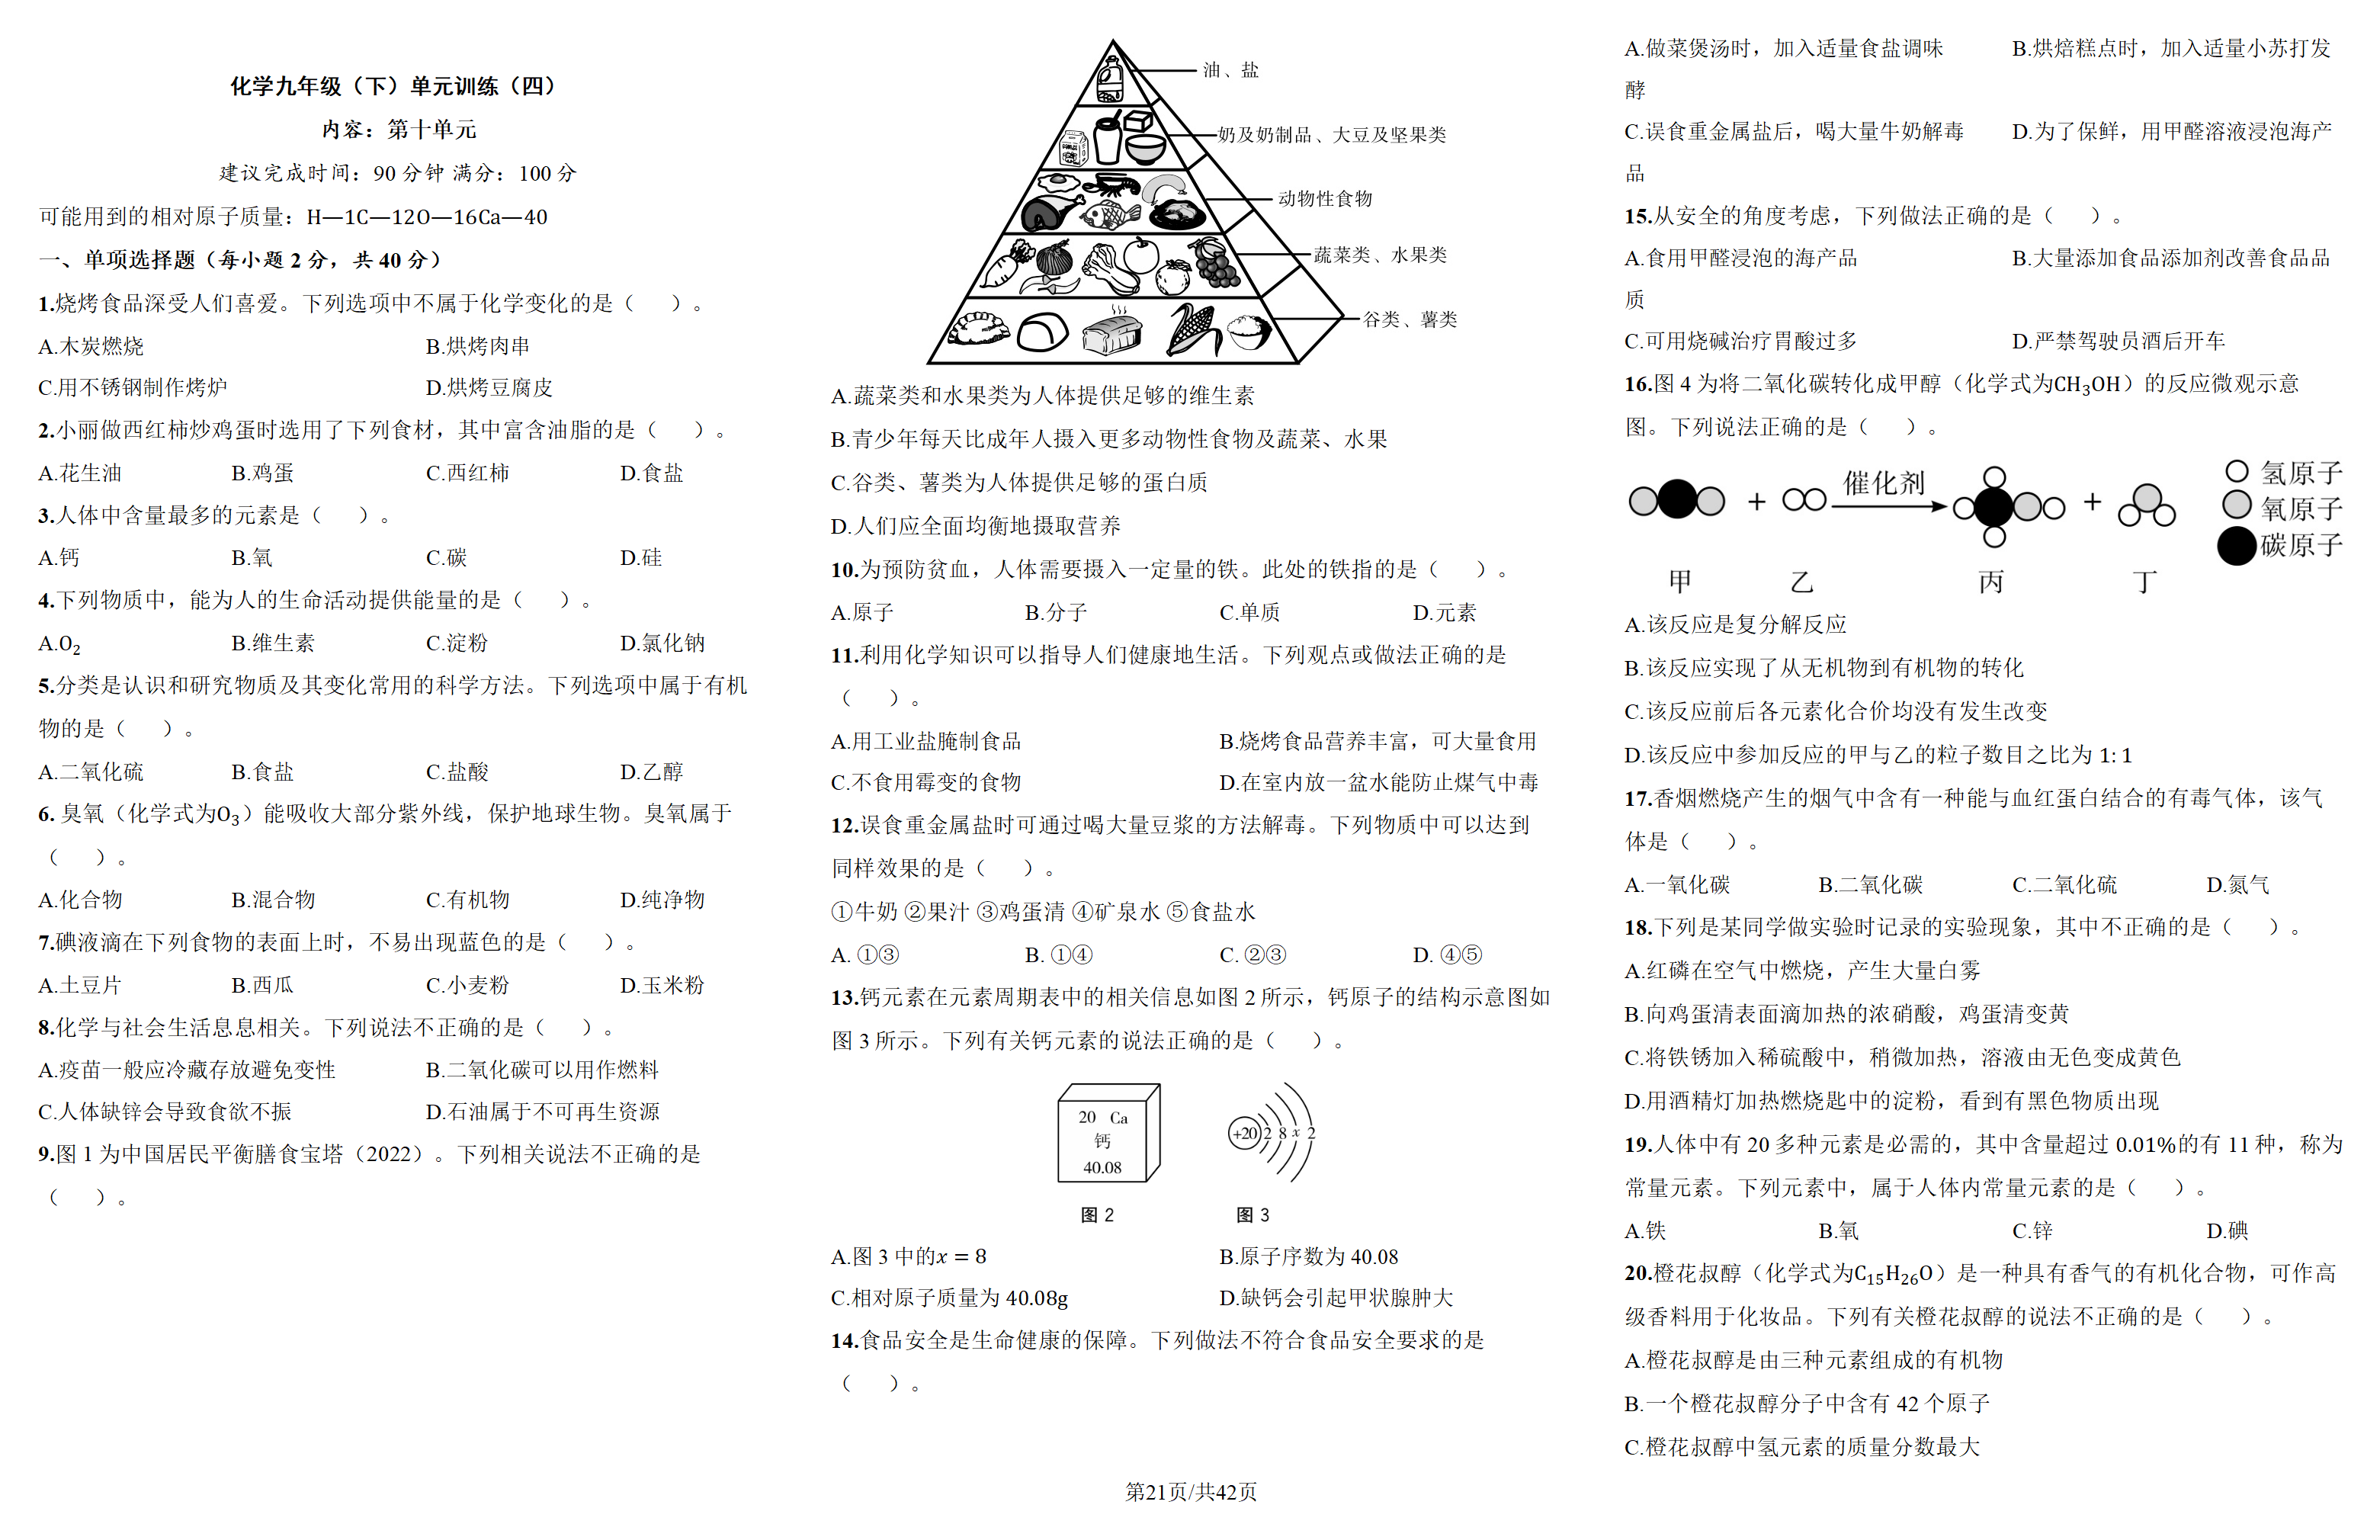 化学九年级（下）单元训练（四）
内容：第十单元
建议完成时间：90分钟 满分：100分
可能用到的相对原子质量：H—1C—12O—16Ca—40
一、单项选择题（每小题2分，共40分）
1.烧烤食品深受人们喜爱。下列选项中不属于化学变化的是（　）。
A.木炭燃烧 B.烘烤肉串
C.用不锈钢制作烤炉 D.烘烤豆腐皮
2.小丽做西红柿炒鸡蛋时选用了下列食材，其中富含油脂的是（　）。
A.花生油 B.鸡蛋 C.西红柿 D.食盐
3.人体中含量最多的元素是（　）。
A.钙 B.氧 C.碳 D.硅
4.下列物质中，能为人的生命活动提供能量的是（　）。
A.O₂ B.维生素 C.淀粉 D.氯化钠
5.分类是认识和研究物质及其变化常用的科学方法。下列选项中属于有机
物的是（　）。
A.二氧化硫 B.食盐 C.盐酸 D.乙醇
6. 臭氧（化学式为O₃）能吸收大部分紫外线，保护地球生物。臭氧属于
（　）。
A.化合物 B.混合物 C.有机物 D.纯净物
7.碘液滴在下列食物的表面上时，不易出现蓝色的是（　）。
A.土豆片 B.西瓜 C.小麦粉 D.玉米粉
8.化学与社会生活息息相关。下列说法不正确的是（　）。
A.疫苗一般应冷藏存放避免变性 B.二氧化碳可以用作燃料
C.人体缺锌会导致食欲不振 D.石油属于不可再生资源
9.图1为中国居民平衡膳食宝塔（2022）。下列相关说法不正确的是
（　）。
油、盐
奶及奶制品、大豆及坚果类
动物性食物
蔬菜类、水果类
谷类、薯类
A.蔬菜类和水果类为人体提供足够的维生素
B.青少年每天比成年人摄入更多动物性食物及蔬菜、水果
C.谷类、薯类为人体提供足够的蛋白质
D.人们应全面均衡地摄取营养
10.为预防贫血，人体需要摄入一定量的铁。此处的铁指的是（　）。
A.原子 B.分子 C.单质 D.元素
11.利用化学知识可以指导人们健康地生活。下列观点或做法正确的是
（　）。
A.用工业盐腌制食品 B.烧烤食品营养丰富，可大量食用
C.不食用霉变的食物 D.在室内放一盆水能防止煤气中毒
12.误食重金属盐时可通过喝大量豆浆的方法解毒。下列物质中可以达到
同样效果的是（　）。
①牛奶 ②果汁 ③鸡蛋清 ④矿泉水 ⑤食盐水
A. ①③ B. ①④ C. ②③ D. ④⑤
13.钙元素在元素周期表中的相关信息如图2所示，钙原子的结构示意图如
图3所示。下列有关钙元素的说法正确的是（　）。
20 Ca
钙
40.08
+20 2 8 x 2
图2 图3
A.图3中的x = 8 B.原子序数为40.08
C.相对原子质量为40.08g D.缺钙会引起甲状腺肿大
14.食品安全是生命健康的保障。下列做法不符合食品安全要求的是
（　）。
A.做菜煲汤时，加入适量食盐调味 B.烘焙糕点时，加入适量小苏打发
酵
C.误食重金属盐后，喝大量牛奶解毒 D.为了保鲜，用甲醛溶液浸泡海产
品
15.从安全的角度考虑，下列做法正确的是（　）。
A.食用甲醛浸泡的海产品 B.大量添加食品添加剂改善食品品
质
C.可用烧碱治疗胃酸过多 D.严禁驾驶员酒后开车
16.图4为将二氧化碳转化成甲醇（化学式为CH₃OH）的反应微观示意
图。下列说法正确的是（　）。
+ 催化剂 +
氢原子
氧原子
碳原子
甲 乙 丙 丁
A.该反应是复分解反应
B.该反应实现了从无机物到有机物的转化
C.该反应前后各元素化合价均没有发生改变
D.该反应中参加反应的甲与乙的粒子数目之比为1: 1
17.香烟燃烧产生的烟气中含有一种能与血红蛋白结合的有毒气体，该气
体是（　）。
A.一氧化碳 B.二氧化碳 C.二氧化硫 D.氮气
18.下列是某同学做实验时记录的实验现象，其中不正确的是（　）。
A.红磷在空气中燃烧，产生大量白雾
B.向鸡蛋清表面滴加热的浓硝酸，鸡蛋清变黄
C.将铁锈加入稀硫酸中，稍微加热，溶液由无色变成黄色
D.用酒精灯加热燃烧匙中的淀粉，看到有黑色物质出现
19.人体中有20多种元素是必需的，其中含量超过0.01%的有11种，称为
常量元素。下列元素中，属于人体内常量元素的是（　）。
A.铁 B.氧 C.锌 D.碘
20.橙花叔醇（化学式为C₁₅H₂₆O）是一种具有香气的有机化合物，可作高
级香料用于化妆品。下列有关橙花叔醇的说法不正确的是（　）。
A.橙花叔醇是由三种元素组成的有机物
B.一个橙花叔醇分子中含有42个原子
C.橙花叔醇中氢元素的质量分数最大
第21页/共42页